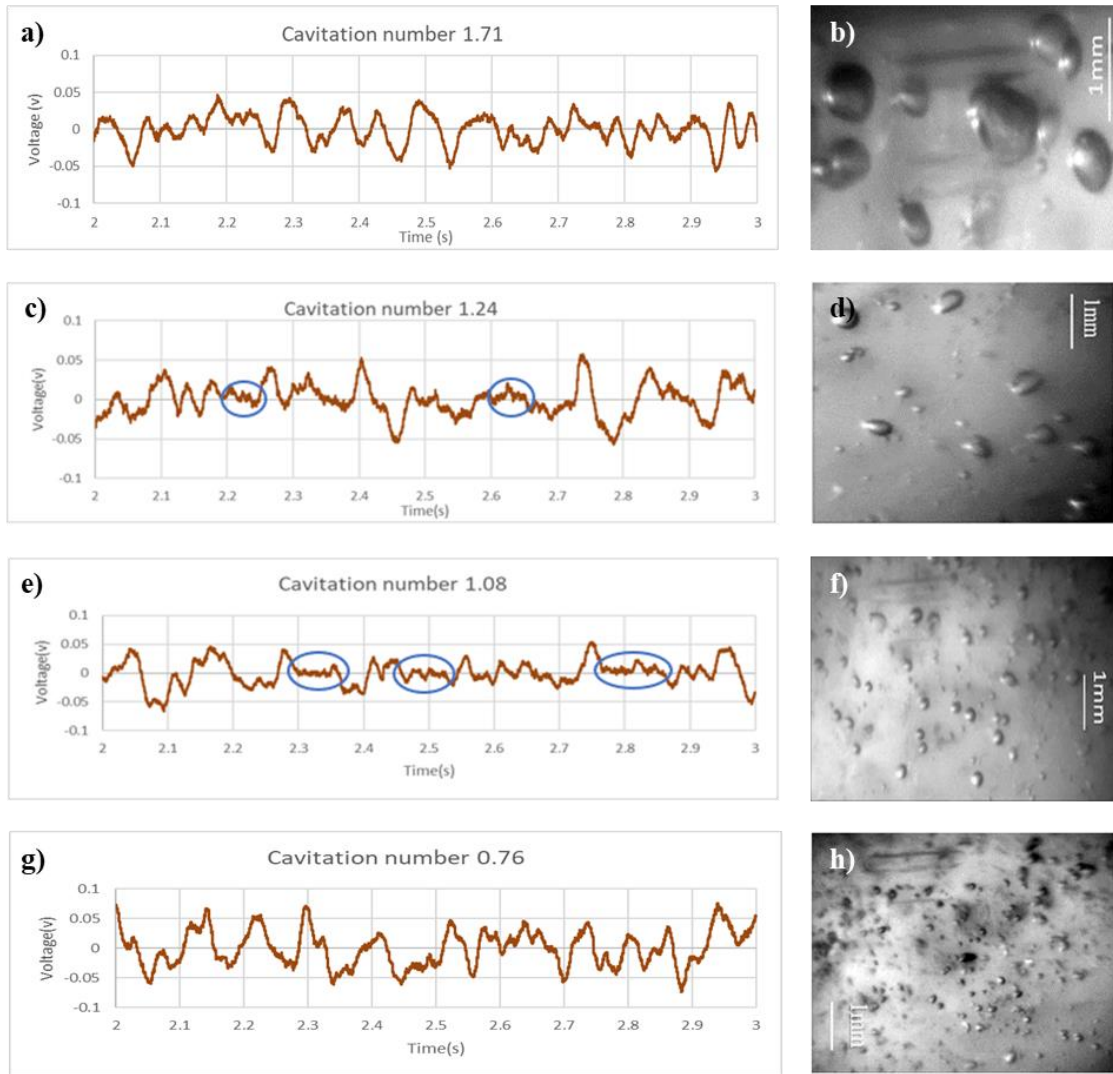 a)
Cavitation number 1.71
Voltage (v)
0.1
0.05
0
-0.05
-0.1
2 2.1 2.2 2.3 2.4 2.5 2.6 2.7 2.8 2.9 3
Time (s)
b)
1mm
c)
Cavitation number 1.24
Voltage(v)
0.1
0.05
0
-0.05
-0.1
2 2.1 2.2 2.3 2.4 2.5 2.6 2.7 2.8 2.9 3
Time(s)
d)
1mm
e)
Cavitation number 1.08
Voltage(v)
0.1
0.05
0
-0.05
-0.1
2 2.1 2.2 2.3 2.4 2.5 2.6 2.7 2.8 2.9 3
Time(s)
f)
1mm
g)
Cavitation number 0.76
Voltage(v)
0.1
0.05
0
-0.05
-0.1
2 2.1 2.2 2.3 2.4 2.5 2.6 2.7 2.8 2.9 3
Time(s)
h)
1mm